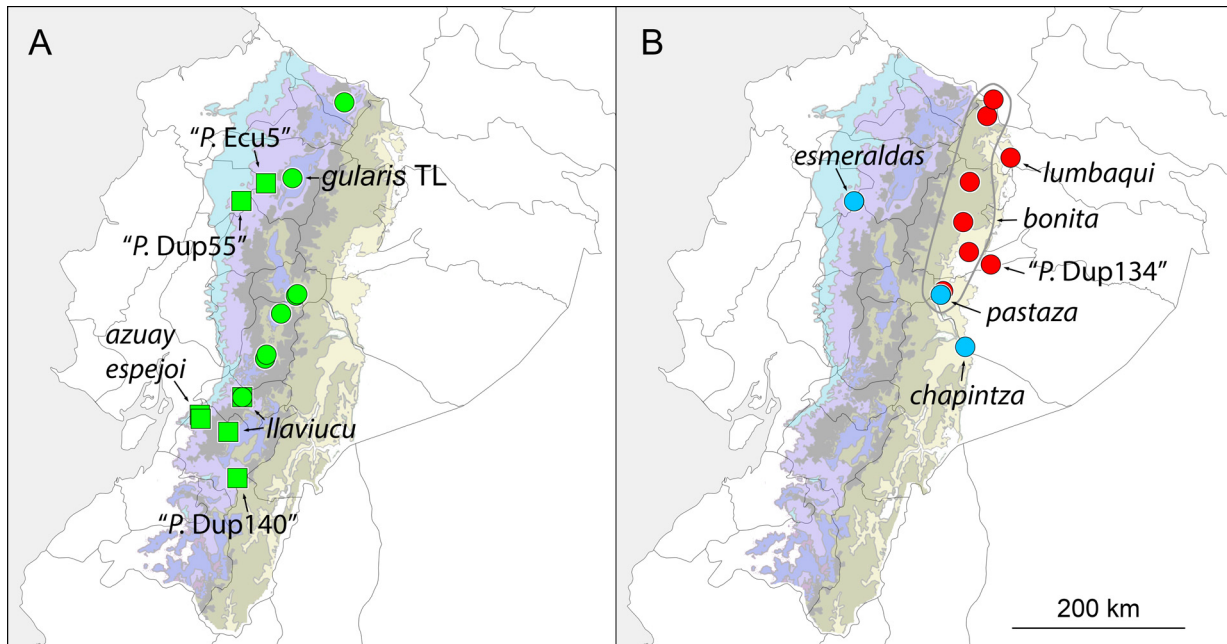 A
“P. Ecu5”
gularis TL
“P. Dup55”
azuay
espejoi
llaviucu
“P. Dup140”
B
esmeraldas
lumbaqui
bonita
“P. Dup134”
pastaza
chapintza
200 km